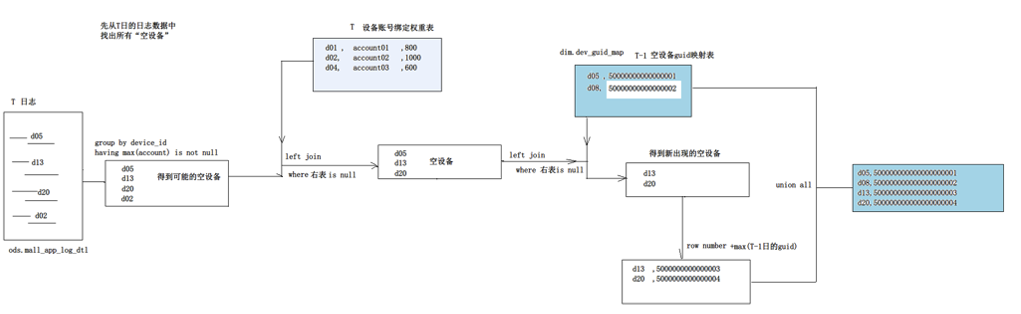 先从T日的日志数据中
找出所有“空设备”
T 设备账号绑定权重表
d01 , account01 ,800
d02, account02 ,1000
d04, account03 ,600
dim.dev_guid_map
T-1 空设备guid映射表
d05 ,5000000000000001
d08, 5000000000000002
T 日志
d05
d13
d20
d02
ods.mall_app_log_dtl
group by device_id
having max(account) is not null
d05
d13
d20
d02
得到可能的空设备
left join
where 右表 is null
d05
d13
d20
空设备
left join
where 右表is null
得到新出现的空设备
d13
d20
row number +max(T-1日的guid)
d13 ,5000000000000003
d20 ,5000000000000004
union all
d05,5000000000000000001
d08,5000000000000000002
d13,5000000000000000003
d20,5000000000000000004